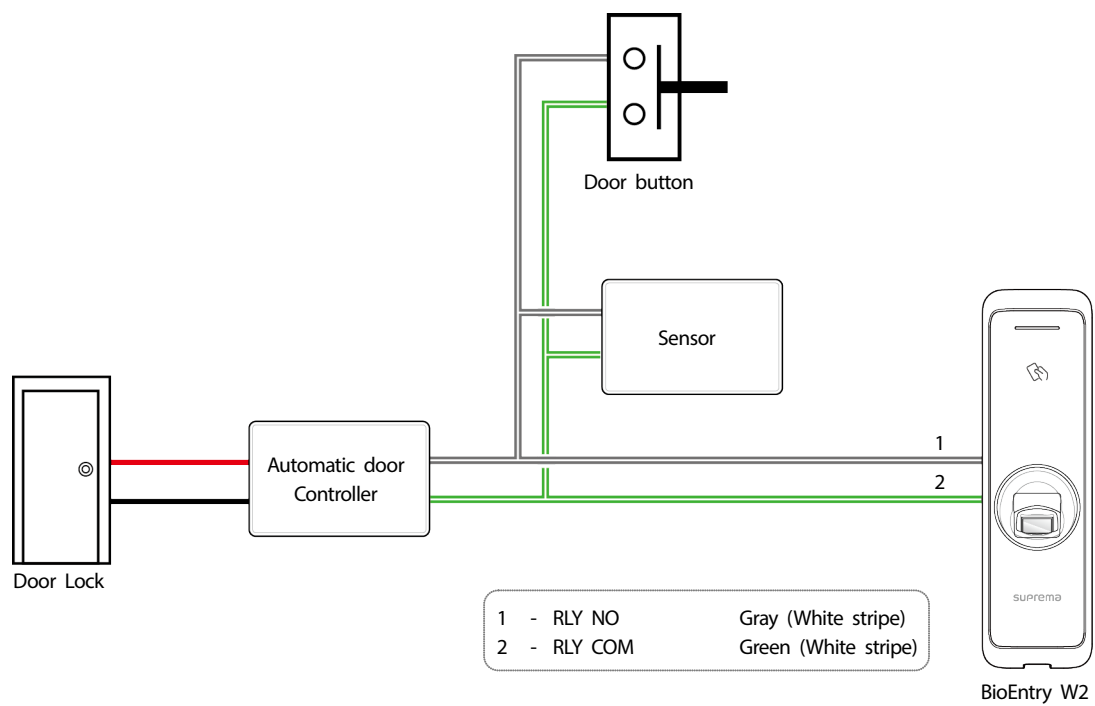 Door button
Sensor
Automatic door
Controller
1
2
Door Lock
suprema
1 - RLY NO Gray (White stripe)
2 - RLY COM Green (White stripe)
BioEntry W2